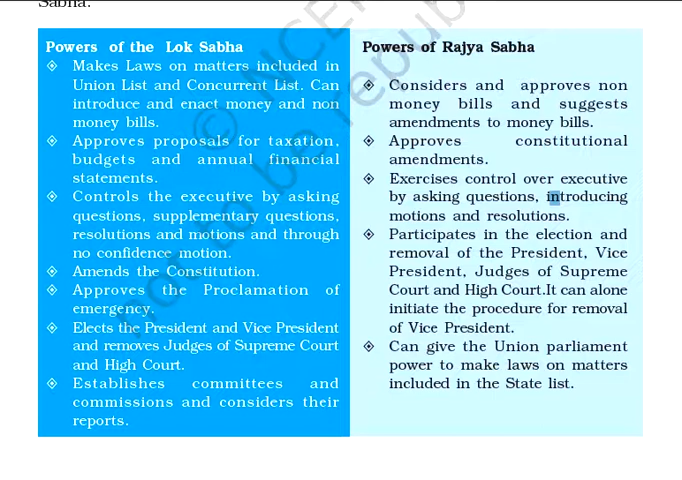 Sabha.
Powers of the Lok Sabha
Makes Laws on matters included in
Union List and Concurrent List. Can
introduce and enact money and non
money bills.
Approves proposals for taxation,
budgets and annual financial
statements.
Controls the executive by asking
questions, supplementary questions,
resolutions and motions and through
no confidence motion.
Amends the Constitution.
Approves the Proclamation of
emergency.
Elects the President and Vice President
and removes Judges of Supreme Court
and High Court.
Establishes committees and
commissions and considers their
reports.
Powers of Rajya Sabha
Considers and approves non
money bills and suggests
amendments to money bills.
Approves constitutional
amendments.
Exercises control over executive
by asking questions, introducing
motions and resolutions.
Participates in the election and
removal of the President, Vice
President, Judges of Supreme
Court and High Court.It can alone
initiate the procedure for removal
of Vice President.
Can give the Union parliament
power to make laws on matters
included in the State list.
© NCE
not to be repub